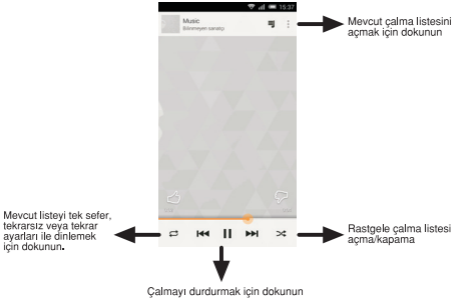 15:37
Music
Bilinmeyen sanatçı
Mevcut çalma listesini
açmak için dokunun
Mevcut listeyi tek sefer,
tekrarsız veya tekrar
ayarları ile dinlemek
için dokunun.
Rastgele çalma listesi
açma/kapama
Çalmayı durdurmak için dokunun